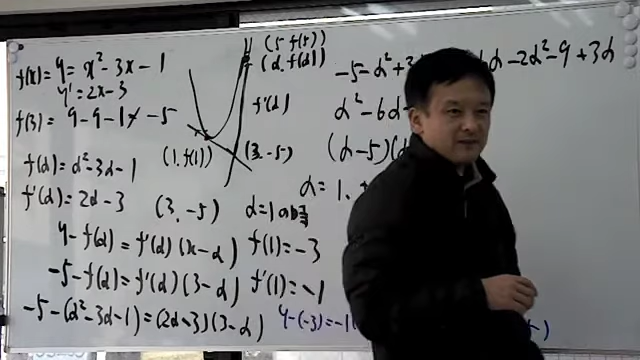 f(x) = y = x² - 3x - 1
y' = 2x - 3
f(3) = 9 - 9 - 1 ≠ -5
f(α) = α² - 3α - 1
f'(α) = 2α - 3
(3, -5)
y - f(α) = f'(α)(x - α)
-5 - f(α) = f'(α)(3 - α)
-5 - (α² - 3α - 1) = (2α - 3)(3 - α)
(5, f(5))
(α, f(α))
f'(α)
(1, f(1))
(3, -5)
α = 1
f(1) = -3
f'(1) = -1
y - (-3) = -1(
-5 - α² + 3
6α - 2α² - 9 + 3α
α² - 6α
(α - 5)(α
α = 1,